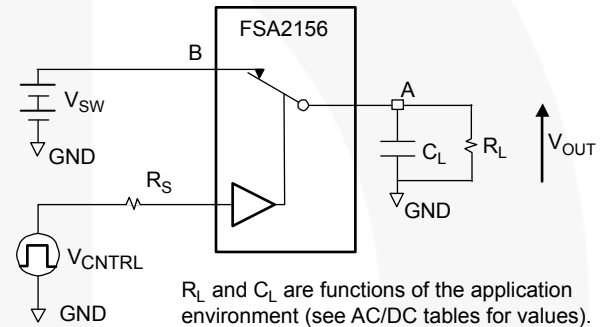 FSA2156
B
A
V_SW
GND
C_L
R_L
V_OUT
GND
R_S
V_CNTRL
GND
R_L and C_L are functions of the application
environment (see AC/DC tables for values).